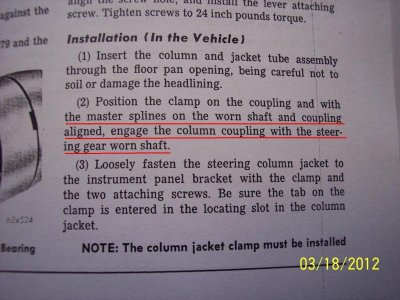 align the screw hole, and install the lever attaching
screw. Tighten screws to 24 inch pounds torque.
against the
79 and the
Installation (In the Vehicle)
(1) Insert the column and jacket tube assembly
through the floor pan opening, being careful not to
soil or damage the headlining.
(2) Position the clamp on the coupling and with
the master splines on the worn shaft and coupling
aligned, engage the column coupling with the steer-
ing gear worn shaft.
(3) Loosely fasten the steering column jacket to
the instrument panel bracket with the clamp and
the two attaching screws. Be sure the tab on the
clamp is entered in the locating slot in the column
jacket.
62x524
Bearing
NOTE: The column jacket clamp must be installed
03/18/2012